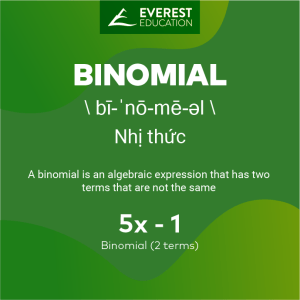 EVEREST
EDUCATION
BINOMIAL
\ bī-ˈnō-mē-əl \
Nhị thức
A binomial is an algebraic expression that has two
terms that are not the same
5x - 1
Binomial (2 terms)